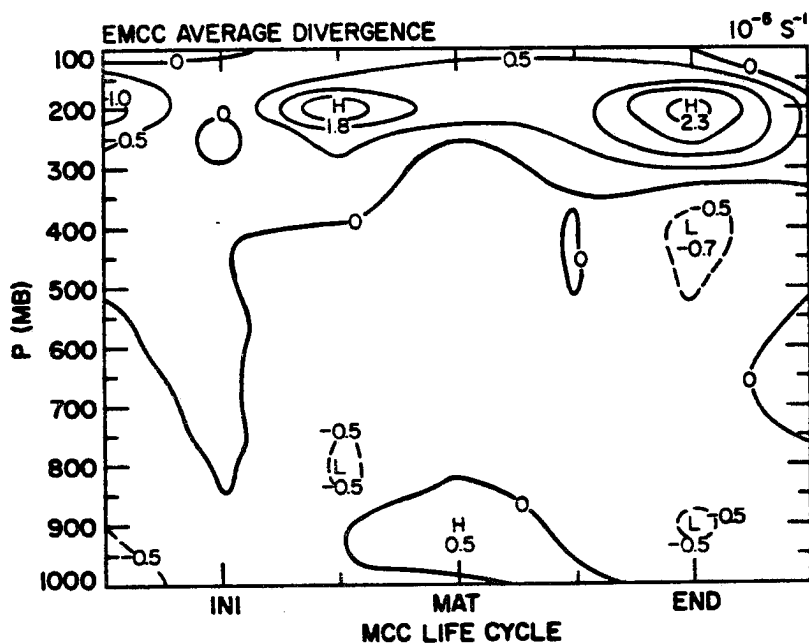 EMCC AVERAGE DIVERGENCE 10⁻⁶ S⁻¹
100 0 0.5 0
1.0 H H
200 0 1.8 2.3
0.5
300
400 0 -0.5
L
-0.7
0
500
P (MB)
600
0
700
-0.5
800 L
-0.5
0
900 H L -0.5
0.5 -0.5
-0.5
1000
INI MAT END
MCC LIFE CYCLE